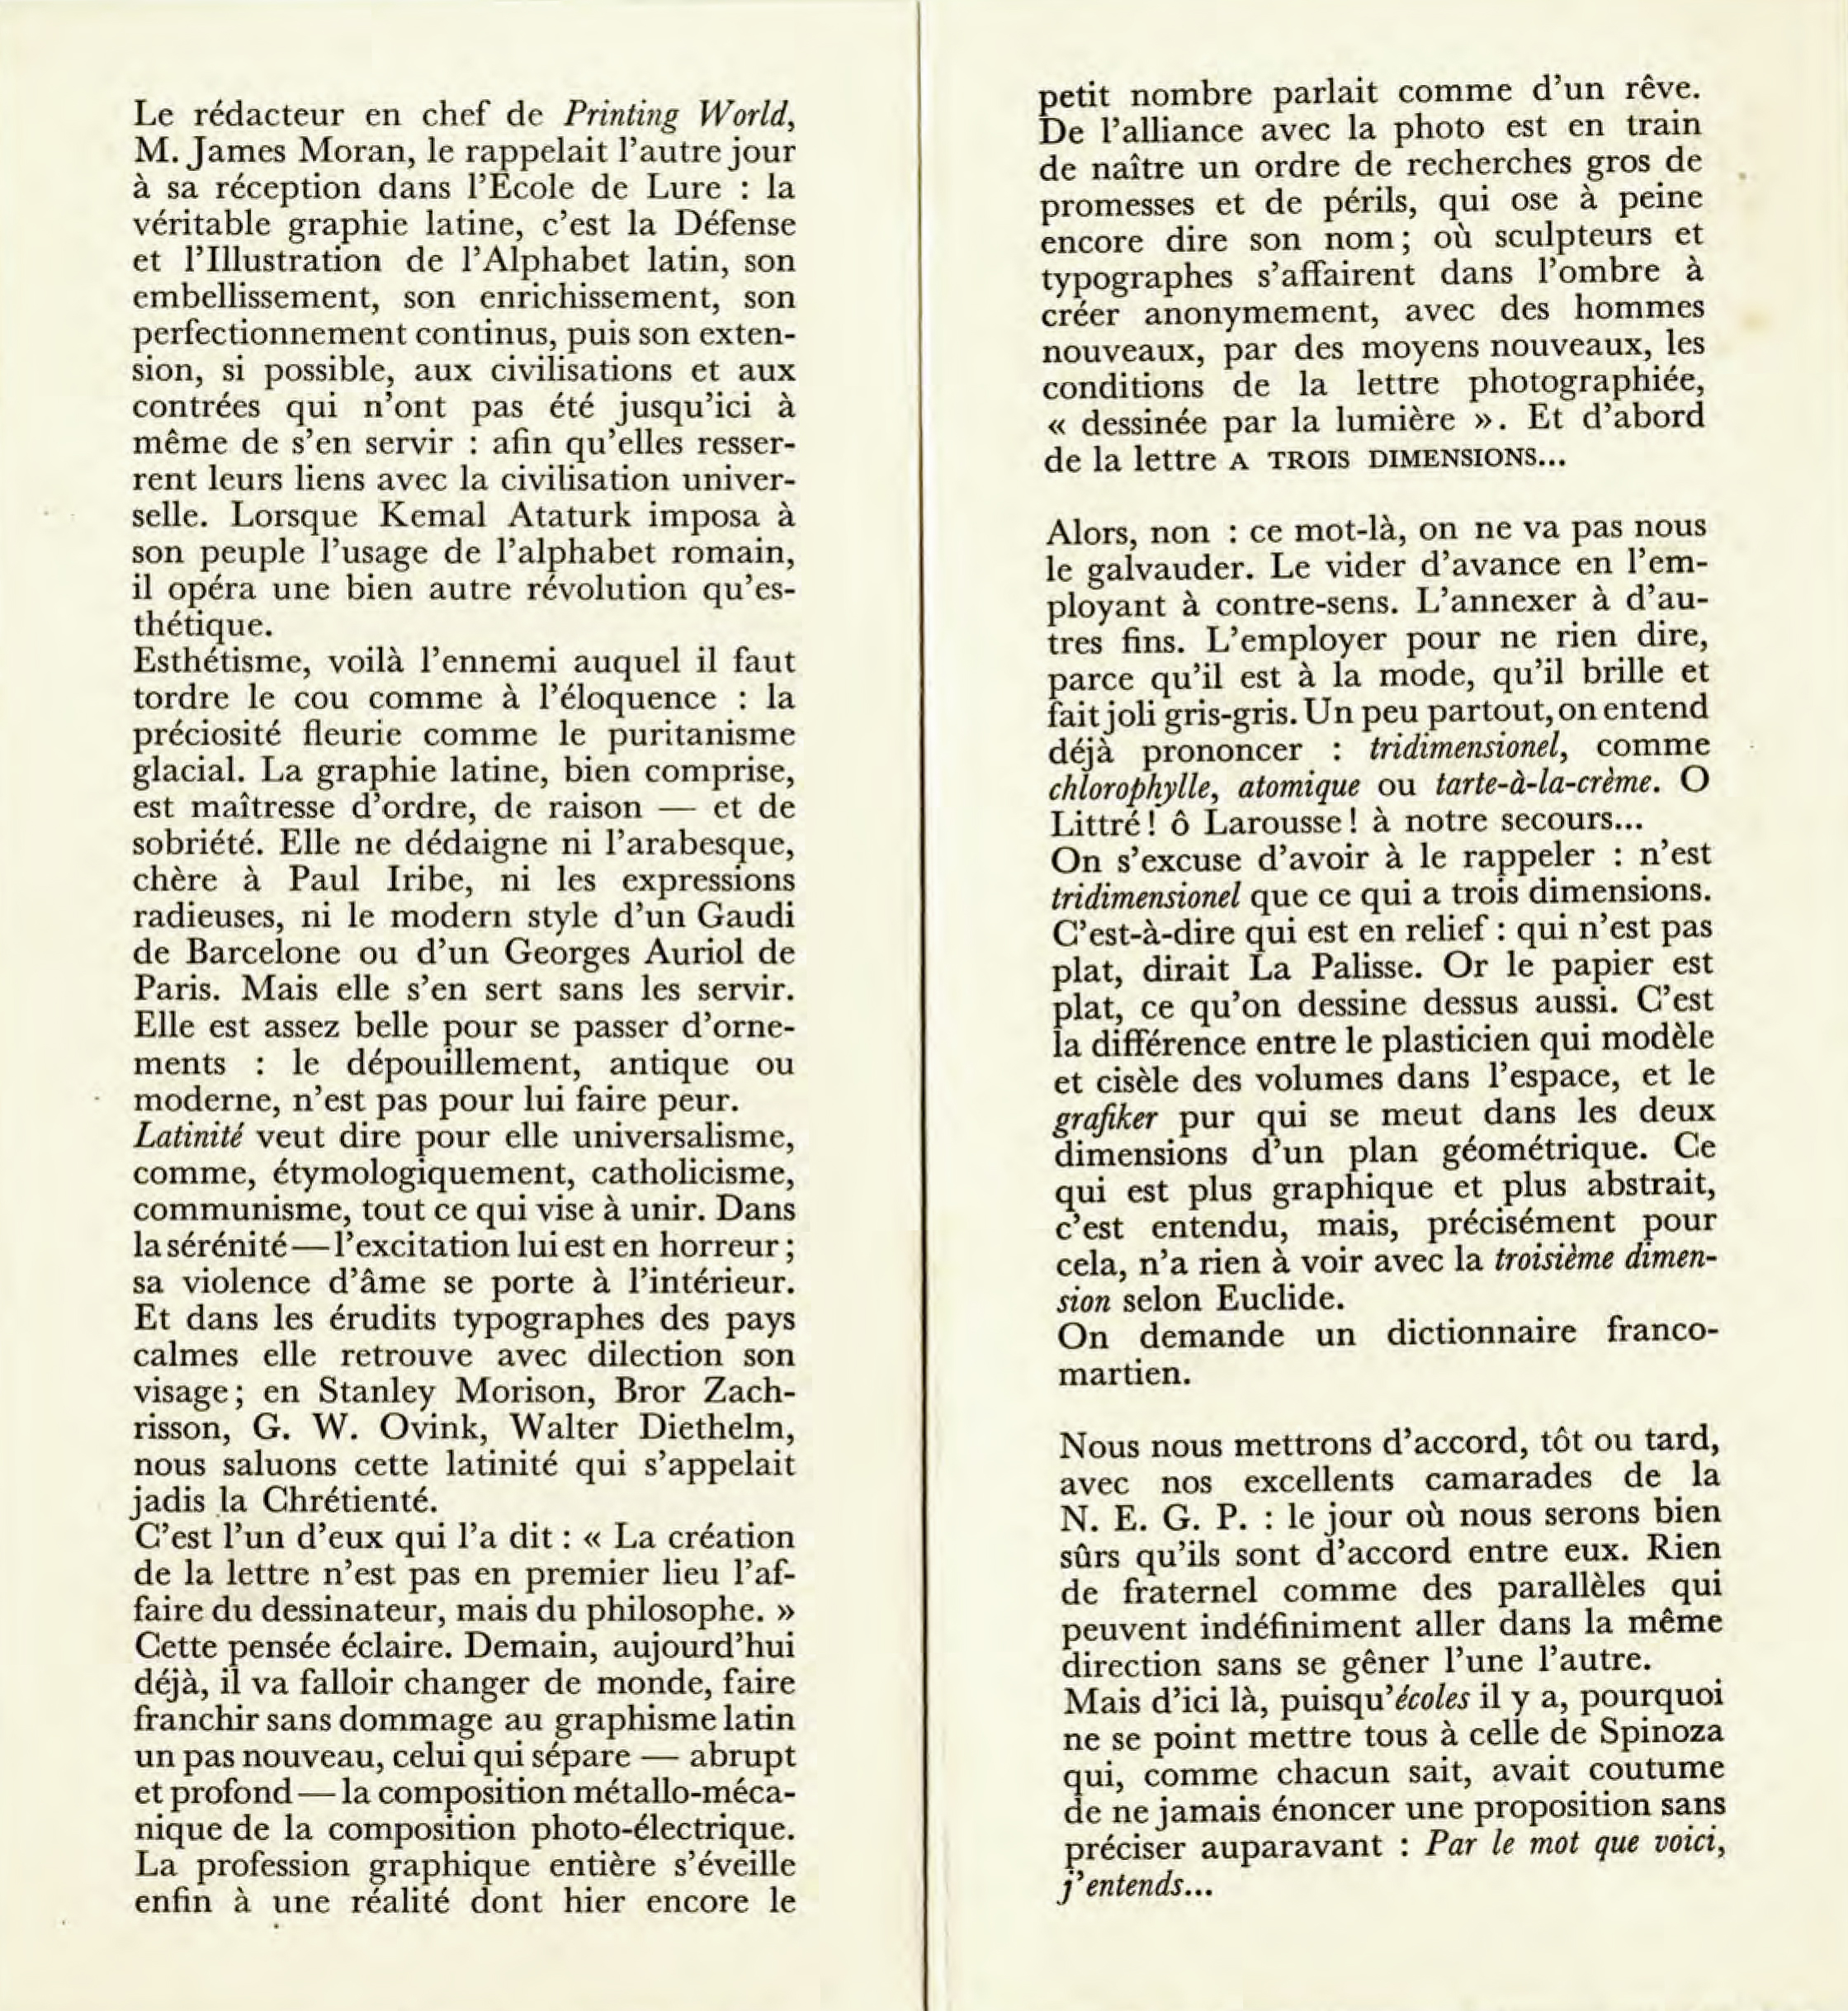 Le rédacteur en chef de Printing World,
M. James Moran, le rappelait l'autre jour
à sa réception dans l'École de Lure : la
véritable graphie latine, c'est la Défense
et l'Illustration de l'Alphabet latin, son
embellissement, son enrichissement, son
perfectionnement continus, puis son exten-
sion, si possible, aux civilisations et aux
contrées qui n'ont pas été jusqu'ici à
même de s'en servir : afin qu'elles resser-
rent leurs liens avec la civilisation univer-
selle. Lorsque Kemal Ataturk imposa à
son peuple l'usage de l'alphabet romain,
il opéra une bien autre révolution qu'es-
thétique.
Esthétisme, voilà l'ennemi auquel il faut
tordre le cou comme à l'éloquence : la
préciosité fleurie comme le puritanisme
glacial. La graphie latine, bien comprise,
est maîtresse d'ordre, de raison — et de
sobriété. Elle ne dédaigne ni l'arabesque,
chère à Paul Iribe, ni les expressions
radieuses, ni le modern style d'un Gaudi
de Barcelone ou d'un Georges Auriol de
Paris. Mais elle s'en sert sans les servir.
Elle est assez belle pour se passer d'orne-
ments : le dépouillement, antique ou
moderne, n'est pas pour lui faire peur.
Latinité veut dire pour elle universalisme,
comme, étymologiquement, catholicisme,
communisme, tout ce qui vise à unir. Dans
la sérénité — l'excitation lui est en horreur ;
sa violence d'âme se porte à l'intérieur.
Et dans les érudits typographes des pays
calmes elle retrouve avec dilection son
visage ; en Stanley Morison, Bror Zach-
risson, G. W. Ovink, Walter Diethelm,
nous saluons cette latinité qui s'appelait
jadis la Chrétienté.
C'est l'un d'eux qui l'a dit : « La création
de la lettre n'est pas en premier lieu l'af-
faire du dessinateur, mais du philosophe. »
Cette pensée éclaire. Demain, aujourd'hui
déjà, il va falloir changer de monde, faire
franchir sans dommage au graphisme latin
un pas nouveau, celui qui sépare — abrupt
et profond — la composition métallo-méca-
nique de la composition photo-électrique.
La profession graphique entière s'éveille
enfin à une réalité dont hier encore le
petit nombre parlait comme d'un rêve.
De l'alliance avec la photo est en train
de naître un ordre de recherches gros de
promesses et de périls, qui ose à peine
encore dire son nom ; où sculpteurs et
typographes s'affairent dans l'ombre à
créer anonymement, avec des hommes
nouveaux, par des moyens nouveaux, les
conditions de la lettre photographiée,
« dessinée par la lumière ». Et d'abord
de la lettre A TROIS DIMENSIONS...
Alors, non : ce mot-là, on ne va pas nous
le galvauder. Le vider d'avance en l'em-
ployant à contre-sens. L'annexer à d'au-
tres fins. L'employer pour ne rien dire,
parce qu'il est à la mode, qu'il brille et
fait joli gris-gris. Un peu partout, on entend
déjà prononcer : tridimensionel, comme
chlorophylle, atomique ou tarte-à-la-crème. O
Littré ! ô Larousse ! à notre secours...
On s'excuse d'avoir à le rappeler : n'est
tridimensionel que ce qui a trois dimensions.
C'est-à-dire qui est en relief : qui n'est pas
plat, dirait La Palisse. Or le papier est
plat, ce qu'on dessine dessus aussi. C'est
la différence entre le plasticien qui modèle
et cisèle des volumes dans l'espace, et le
grafiker pur qui se meut dans les deux
dimensions d'un plan géométrique. Ce
qui est plus graphique et plus abstrait,
c'est entendu, mais, précisément pour
cela, n'a rien à voir avec la troisième dimen-
sion selon Euclide.
On demande un dictionnaire franco-
martien.
Nous nous mettrons d'accord, tôt ou tard,
avec nos excellents camarades de la
N. E. G. P. : le jour où nous serons bien
sûrs qu'ils sont d'accord entre eux. Rien
de fraternel comme des parallèles qui
peuvent indéfiniment aller dans la même
direction sans se gêner l'une l'autre.
Mais d'ici là, puisqu'écoles il y a, pourquoi
ne se point mettre tous à celle de Spinoza
qui, comme chacun sait, avait coutume
de ne jamais énoncer une proposition sans
préciser auparavant : Par le mot que voici,
j'entends...